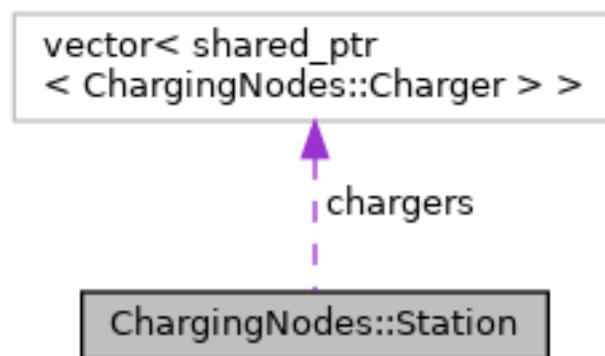 vector< shared_ptr
< ChargingNodes::Charger > >
chargers
ChargingNodes::Station